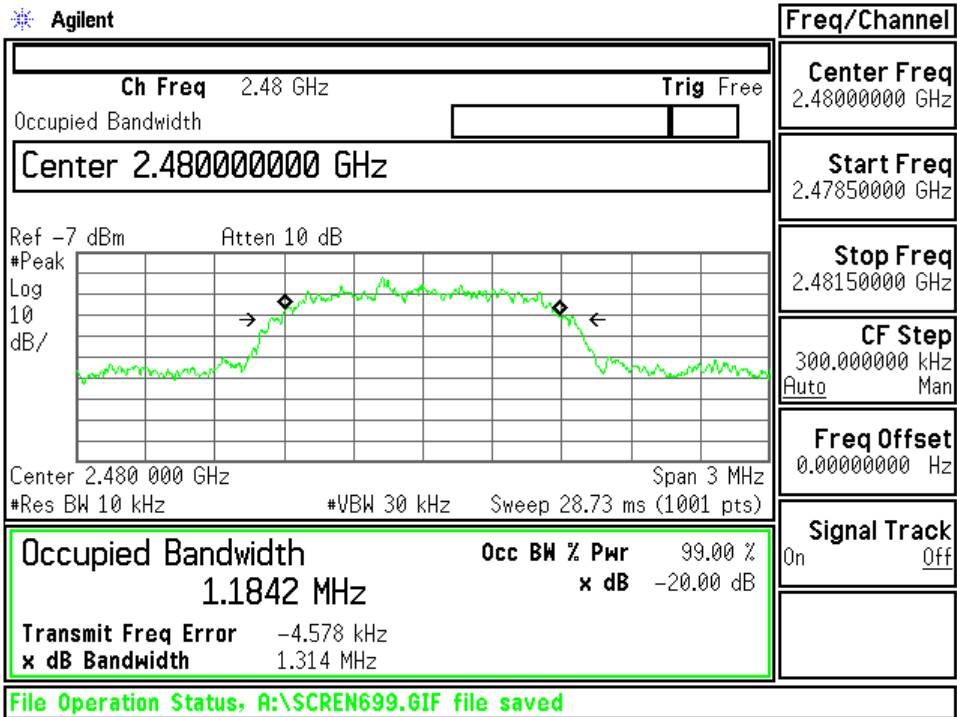 Agilent
Freq/Channel
Ch Freq 2.48 GHz Trig Free
Occupied Bandwidth
Center 2.480000000 GHz
Ref -7 dBm Atten 10 dB
#Peak
Log
10
dB/
Center 2.480 000 GHz Span 3 MHz
#Res BW 10 kHz #VBW 30 kHz Sweep 28.73 ms (1001 pts)
Occupied Bandwidth Occ BW % Pwr 99.00 %
1.1842 MHz x dB -20.00 dB
Transmit Freq Error -4.578 kHz
x dB Bandwidth 1.314 MHz
Center Freq
2.48000000 GHz
Start Freq
2.47850000 GHz
Stop Freq
2.48150000 GHz
CF Step
300.000000 kHz
Auto Man
Freq Offset
0.00000000 Hz
Signal Track
On Off
File Operation Status, A:\SCREN699.GIF file saved